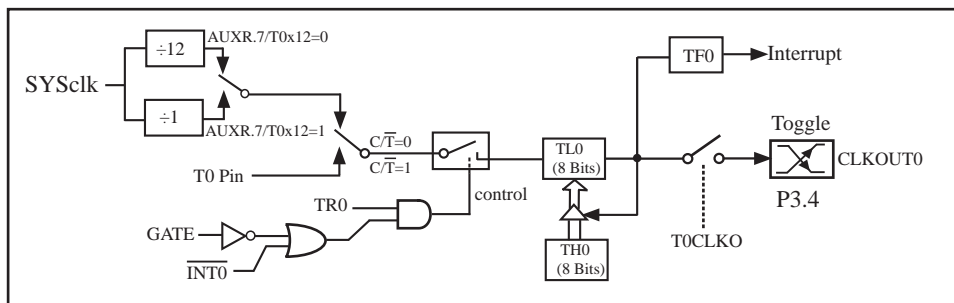 AUXR.7/T0x12=0
÷12
SYSclk
÷1
AUXR.7/T0x12=1
T0 Pin
C/T̅=0
C/T̅=1
control
TR0
GATE
I̅N̅T̅0̅
TL0
(8 Bits)
TH0
(8 Bits)
TF0
Interrupt
Toggle
CLKOUT0
P3.4
T0CLKO